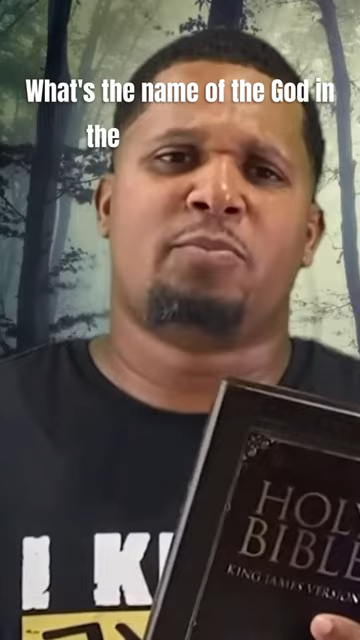 What's the name of the God in
the
I K
HOLY
BIBLE
KING JAMES VERSION